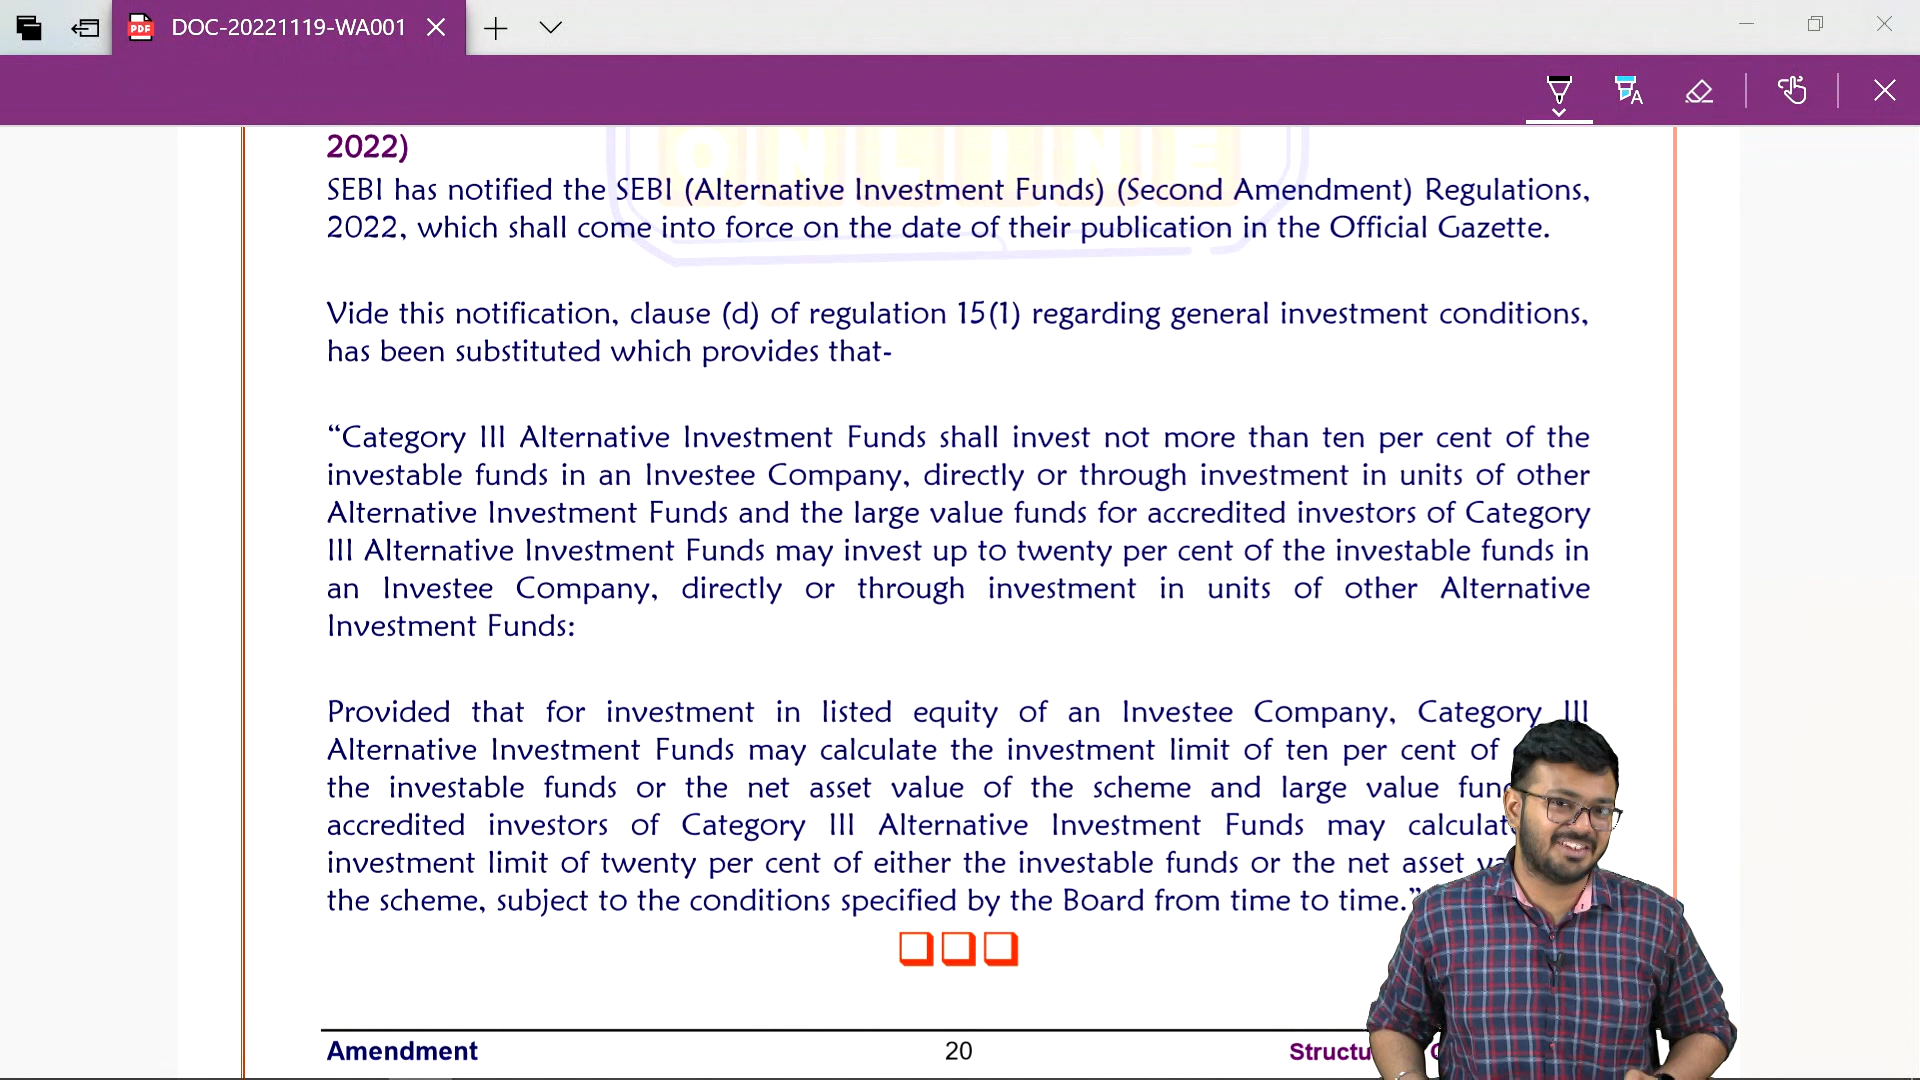 DOC-20221119-WA001
ONLINE
2022)
SEBI has notified the SEBI (Alternative Investment Funds) (Second Amendment) Regulations,
2022, which shall come into force on the date of their publication in the Official Gazette.
Vide this notification, clause (d) of regulation 15(1) regarding general investment conditions,
has been substituted which provides that-
“Category III Alternative Investment Funds shall invest not more than ten per cent of the
investable funds in an Investee Company, directly or through investment in units of other
Alternative Investment Funds and the large value funds for accredited investors of Category
III Alternative Investment Funds may invest up to twenty per cent of the investable funds in
an Investee Company, directly or through investment in units of other Alternative
Investment Funds:
Provided that for investment in listed equity of an Investee Company, Category III
Alternative Investment Funds may calculate the investment limit of ten per cent of
the investable funds or the net asset value of the scheme and large value
accredited investors of Category III Alternative Investment Funds may
investment limit of twenty per cent of either the investable funds or the net asset
the scheme, subject to the conditions specified by the Board from time to time.”
Amendment 20